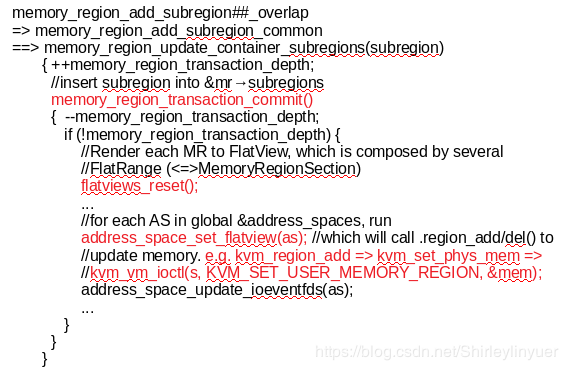 memory_region_add_subregion##_overlap
=> memory_region_add_subregion_common
==> memory_region_update_container_subregions(subregion)
{ ++memory_region_transaction_depth;
//insert subregion into &mr→subregions
memory_region_transaction_commit()
{ --memory_region_transaction_depth;
if (!memory_region_transaction_depth) {
//Render each MR to FlatView, which is composed by several
//FlatRange (<=>MemoryRegionSection)
flatviews_reset();
...
//for each AS in global &address_spaces, run
address_space_set_flatview(as); //which will call .region_add/del() to
//update memory. e.g. kvm_region_add => kvm_set_phys_mem =>
//kvm_vm_ioctl(s, KVM_SET_USER_MEMORY_REGION, &mem);
address_space_update_ioeventfds(as);
...
}
}
}
https://blog.csdn.net/Shirleylinyuer